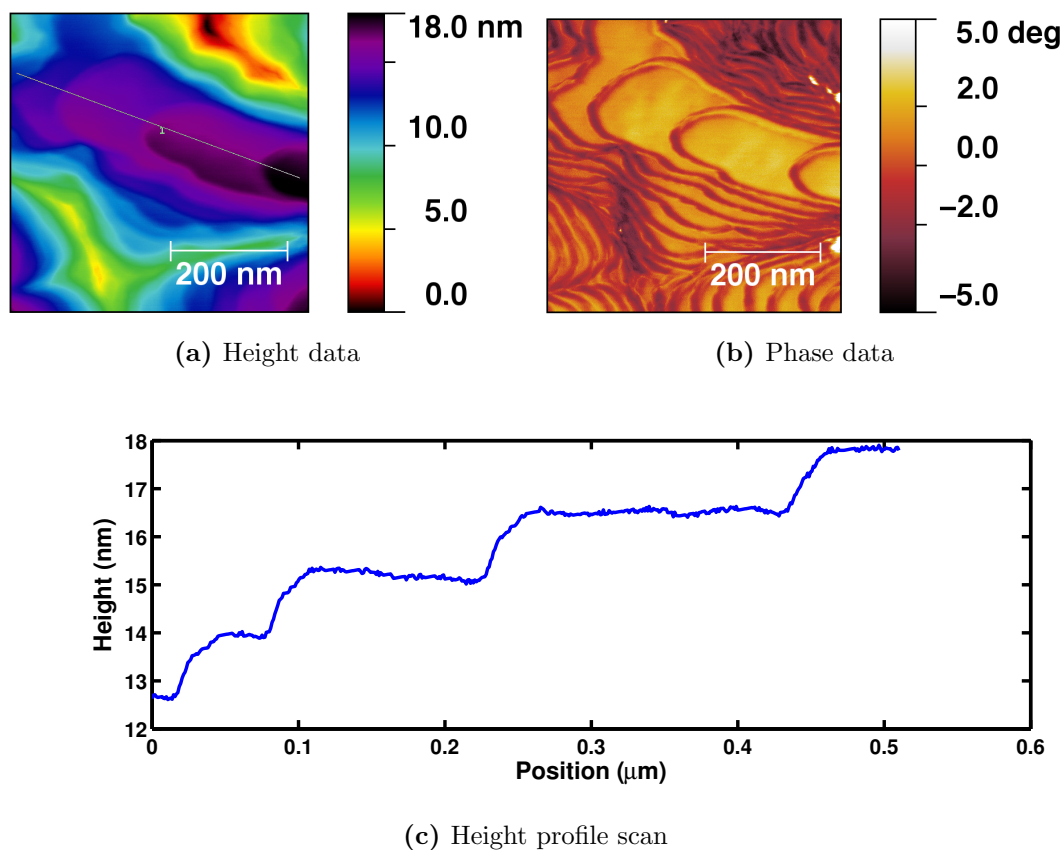 18.0 nm
10.0
5.0
0.0
1
200 nm
(a) Height data
5.0 deg
2.0
0.0
−2.0
−5.0
200 nm
(b) Phase data
18
17
16
15
14
13
12
Height (nm)
0 0.1 0.2 0.3 0.4 0.5 0.6
Position (μm)
(c) Height profile scan